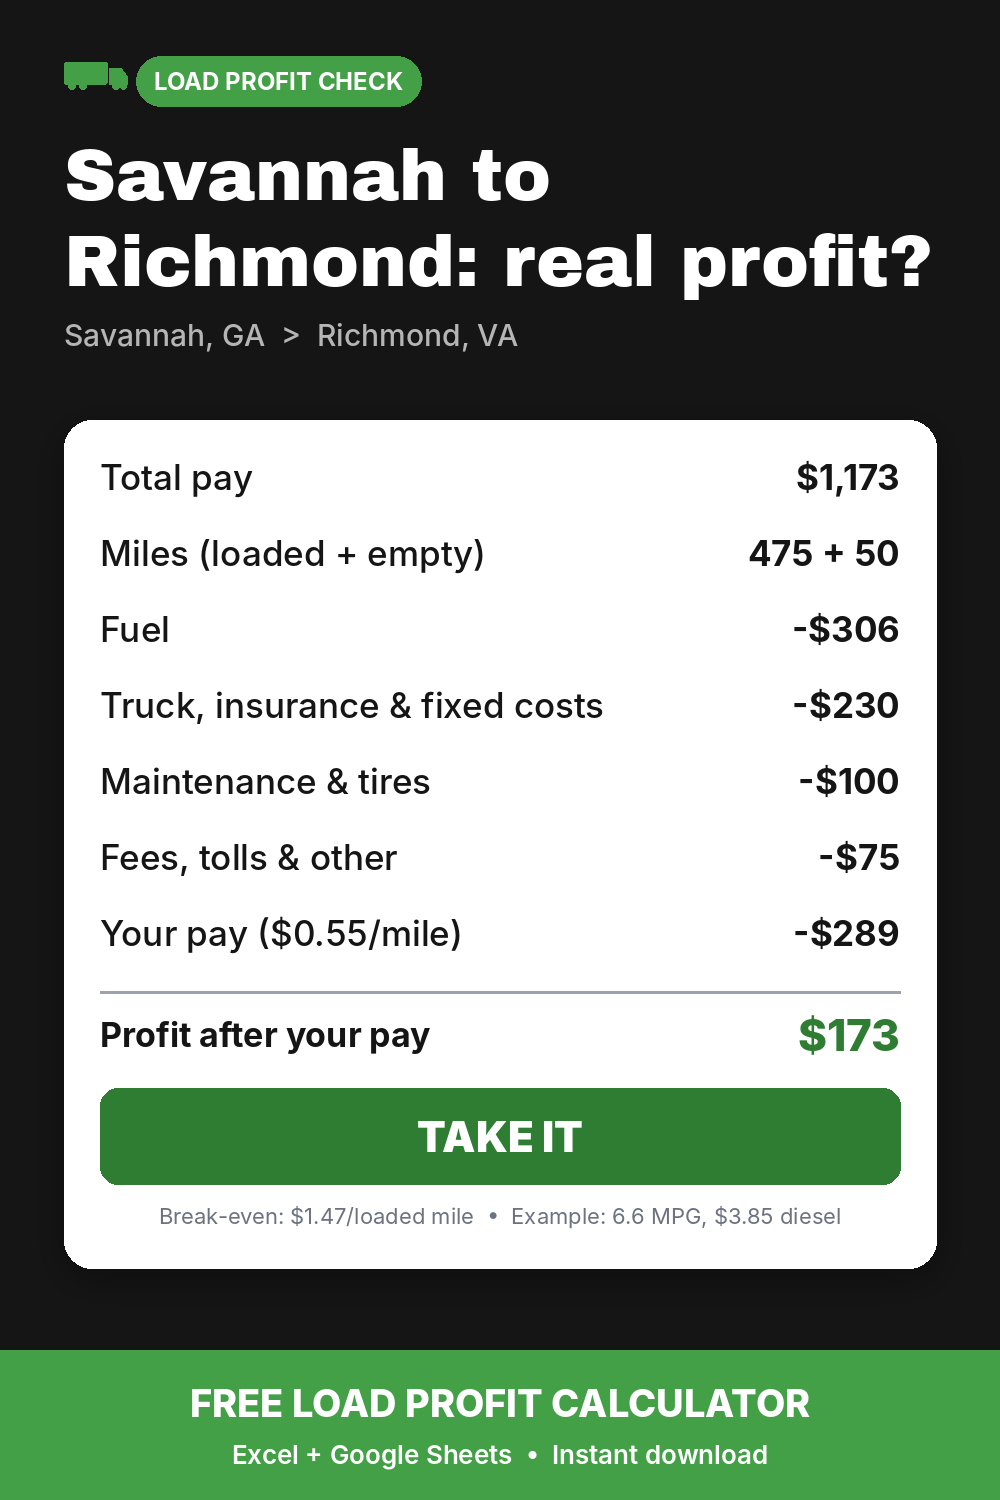 LOAD PROFIT CHECK
Savannah to
Richmond: real profit?
Savannah, GA > Richmond, VA
Total pay $1,173
Miles (loaded + empty) 475 + 50
Fuel -$306
Truck, insurance & fixed costs -$230
Maintenance & tires -$100
Fees, tolls & other -$75
Your pay ($0.55/mile) -$289
Profit after your pay $173
TAKE IT
Break-even: $1.47/loaded mile • Example: 6.6 MPG, $3.85 diesel
FREE LOAD PROFIT CALCULATOR
Excel + Google Sheets • Instant download